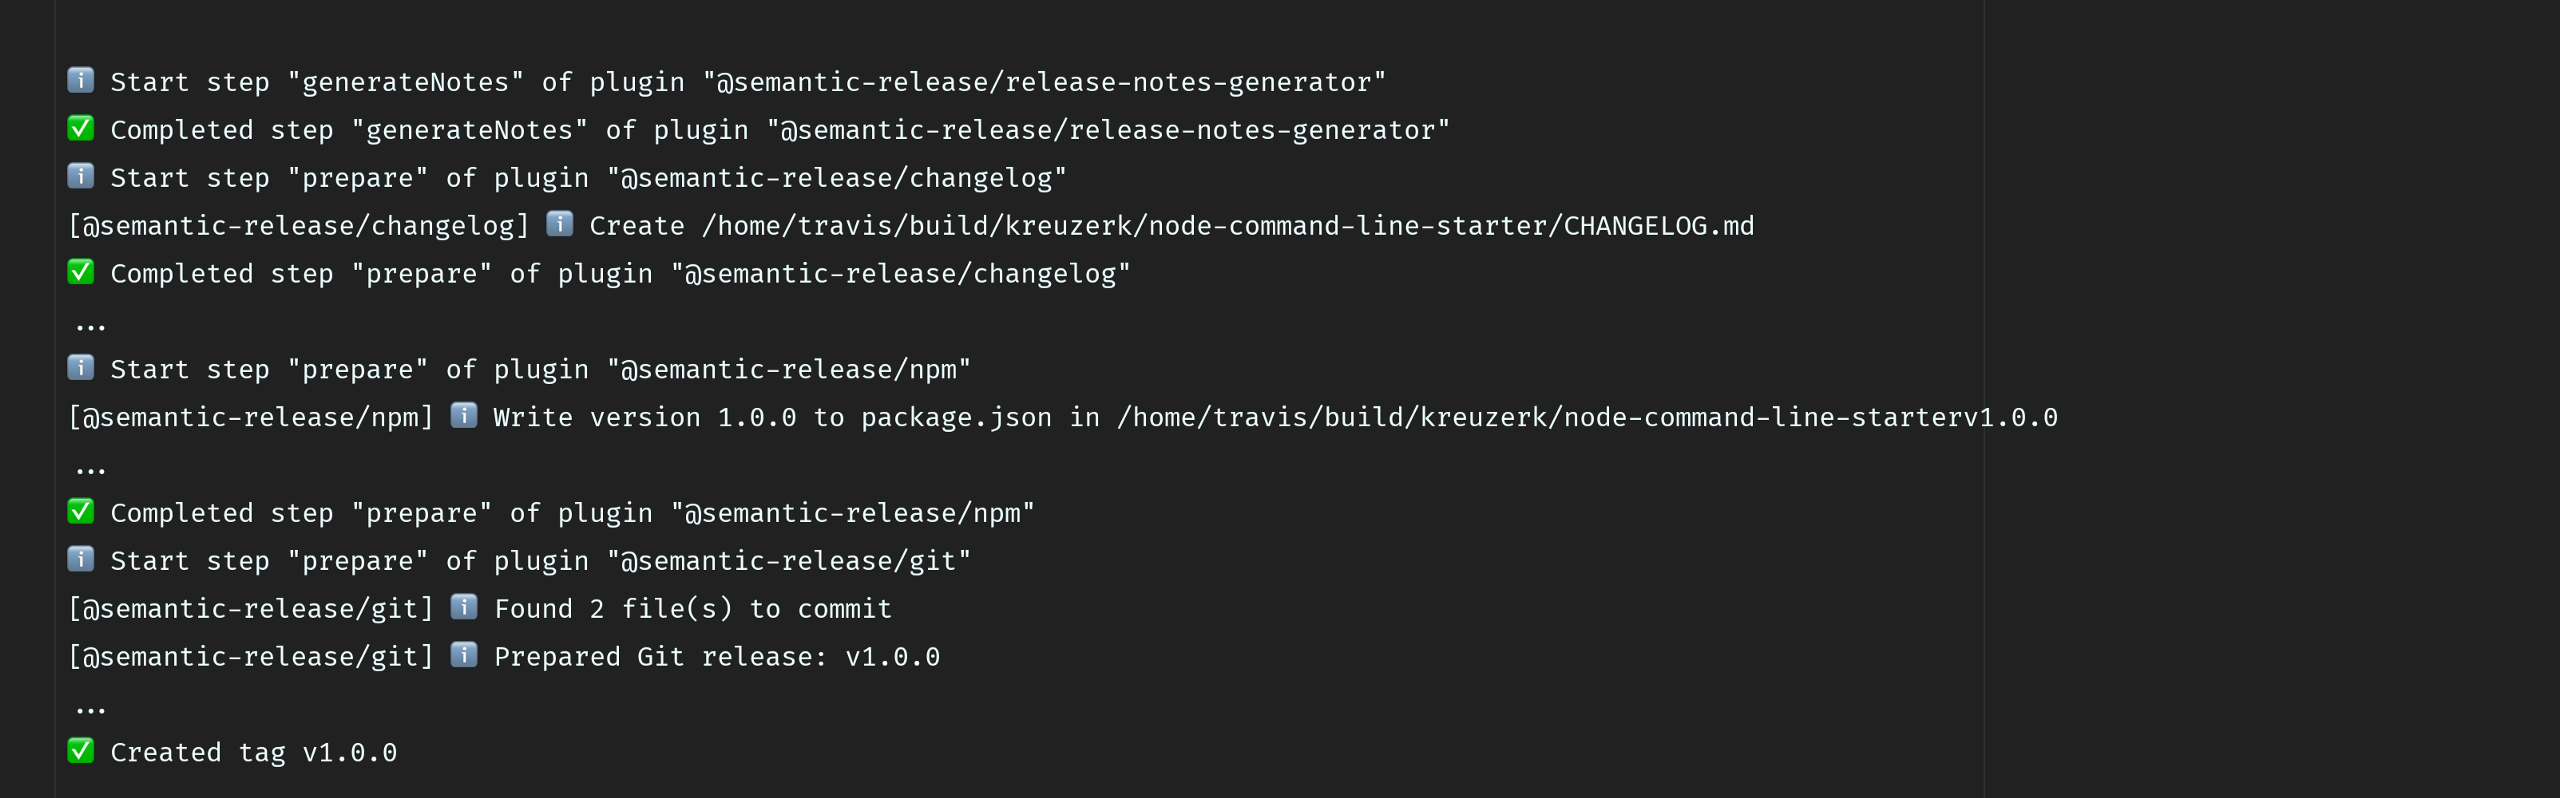 ℹ️ Start step "generateNotes" of plugin "@semantic-release/release-notes-generator"
✅ Completed step "generateNotes" of plugin "@semantic-release/release-notes-generator"
ℹ️ Start step "prepare" of plugin "@semantic-release/changelog"
[@semantic-release/changelog] ℹ️ Create /home/travis/build/kreuzerk/node-command-line-starter/CHANGELOG.md
✅ Completed step "prepare" of plugin "@semantic-release/changelog"
...
ℹ️ Start step "prepare" of plugin "@semantic-release/npm"
[@semantic-release/npm] ℹ️ Write version 1.0.0 to package.json in /home/travis/build/kreuzerk/node-command-line-starterv1.0.0
...
✅ Completed step "prepare" of plugin "@semantic-release/npm"
ℹ️ Start step "prepare" of plugin "@semantic-release/git"
[@semantic-release/git] ℹ️ Found 2 file(s) to commit
[@semantic-release/git] ℹ️ Prepared Git release: v1.0.0
...
✅ Created tag v1.0.0